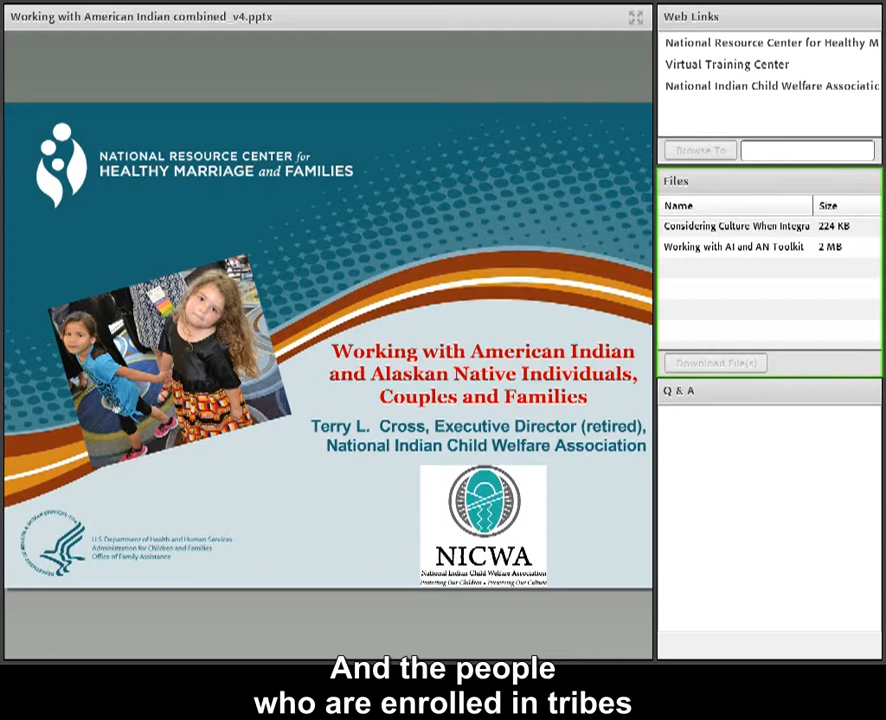 Working with American Indian combined_v4.pptx
NATIONAL RESOURCE CENTER for
HEALTHY MARRIAGE and FAMILIES
Working with American Indian
and Alaskan Native Individuals,
Couples and Families
Terry L. Cross, Executive Director (retired),
National Indian Child Welfare Association
NICWA
National Indian Child Welfare Association
Protecting Our Children • Preserving Our Culture
U.S. Department of Health and Human Services
Administration for Children and Families
Office of Family Assistance
Web Links
National Resource Center for Healthy M
Virtual Training Center
National Indian Child Welfare Associatic
Browse To
Files
Name Size
Considering Culture When Integra 224 KB
Working with AI and AN Toolkit 2 MB
Download File(s)
Q & A
And the people
who are enrolled in tribes